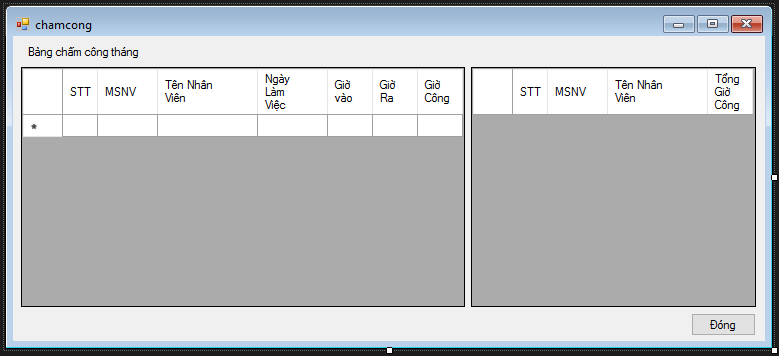 chamcong
Bảng chấm công tháng
STT MSNV Tên Nhân Viên Ngày Làm Việc Giờ vào Giờ Ra Giờ Công
*
STT MSNV Tên Nhân Viên Tổng Giờ Công
Đóng